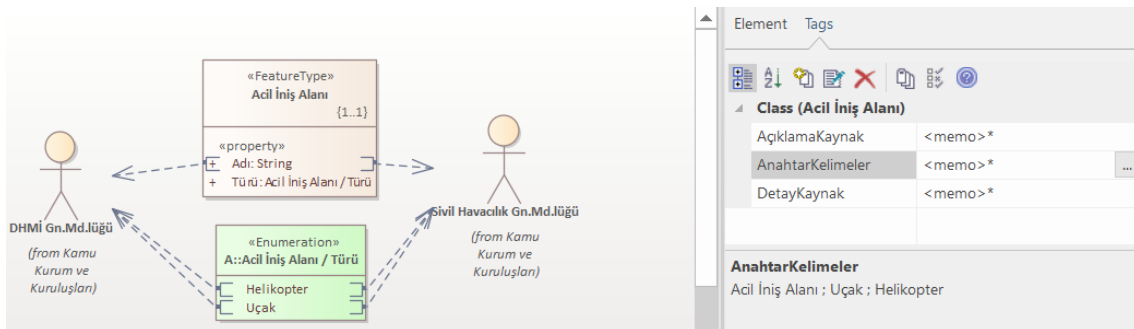 «FeatureType»
Acil İniş Alanı
{1..1}
«property»
+ Adı: String
+ Türü: Acil İniş Alanı / Türü
DHMİ Gn.Md.lüğü
(from Kamu
Kurum ve
Kuruluşları)
Sivil Havacılık Gn.Md.lüğü
(from Kamu
Kurum ve
Kuruluşları)
«Enumeration»
A::Acil İniş Alanı / Türü
Helikopter
Uçak
Element Tags
Class (Acil İniş Alanı)
AçıklamaKaynak <memo>*
AnahtarKelimeler <memo>* ...
DetayKaynak <memo>*
AnahtarKelimeler
Acil İniş Alanı ; Uçak ; Helikopter